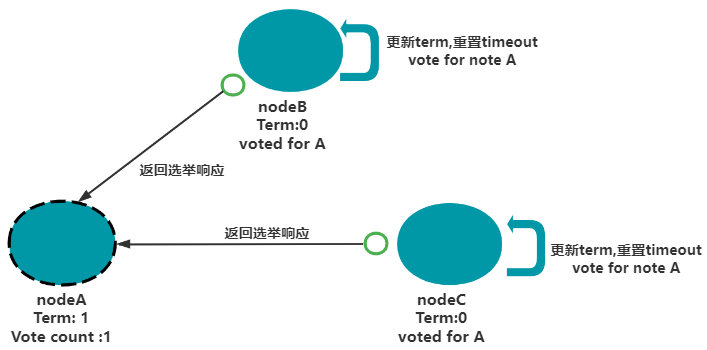 更新term,重置timeout
vote for note A
nodeB
Term:0
voted for A
返回选举响应
返回选举响应
更新term,重置timeout
vote for note A
nodeA
Term: 1
Vote count :1
nodeC
Term:0
voted for A